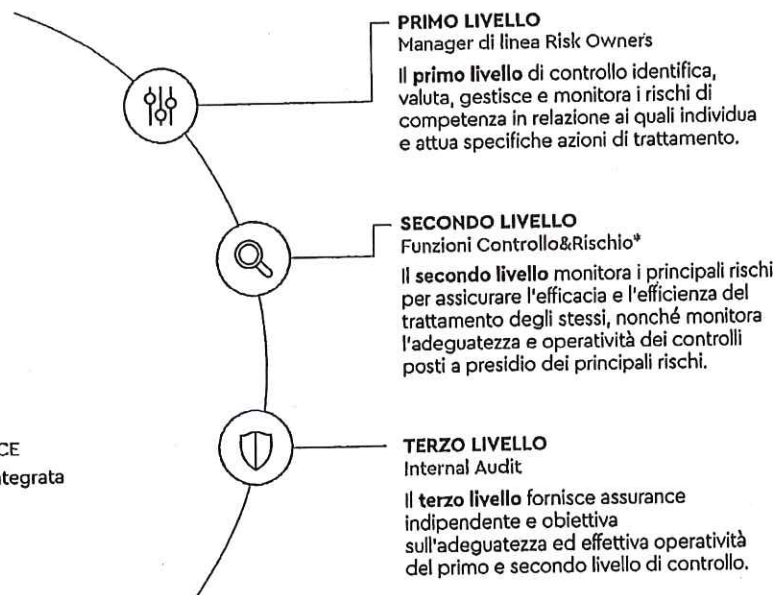 PRIMO LIVELLO
Manager di linea Risk Owners
Il primo livello di controllo identifica,
valuta, gestisce e monitora i rischi di
competenza in relazione ai quali individua
e attua specifiche azioni di trattamento.
SECONDO LIVELLO
Funzioni Controllo&Rischio*
Il secondo livello monitora i principali rischi
per assicurare l'efficacia e l'efficienza del
trattamento degli stessi, nonché monitora
l'adeguatezza e operatività dei controlli
posti a presidio dei principali rischi.
CE
ntegrata
TERZO LIVELLO
Internal Audit
Il terzo livello fornisce assurance
indipendente e obiettiva
sull'adeguatezza ed effettiva operatività
del primo e secondo livello di controllo.